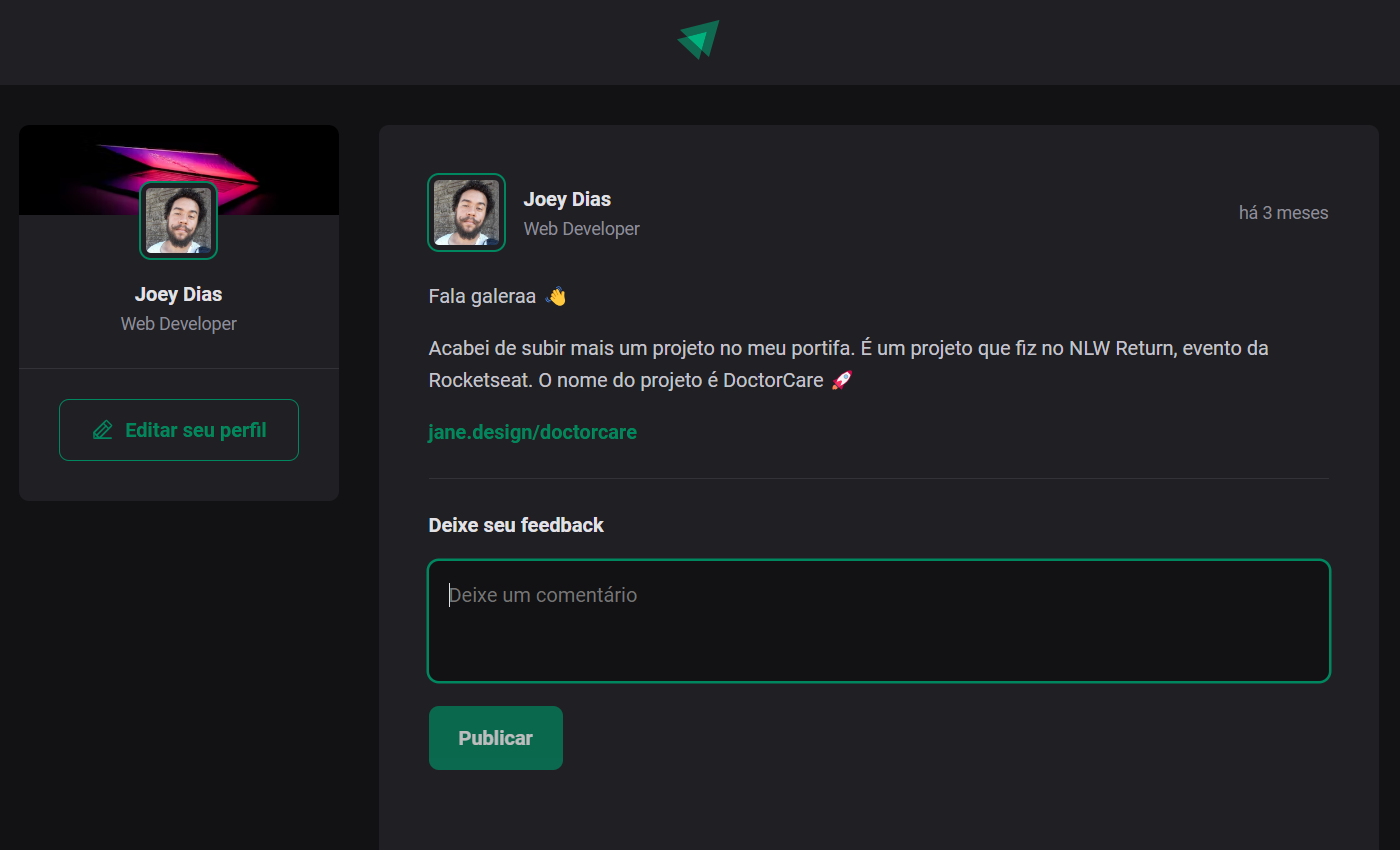 Joey Dias
Web Developer
Editar seu perfil
Joey Dias
Web Developer
há 3 meses
Fala galeraa 👋
Acabei de subir mais um projeto no meu portifa. É um projeto que fiz no NLW Return, evento da
Rocketseat. O nome do projeto é DoctorCare 🚀
jane.design/doctorcare
Deixe seu feedback
Deixe um comentário
Publicar